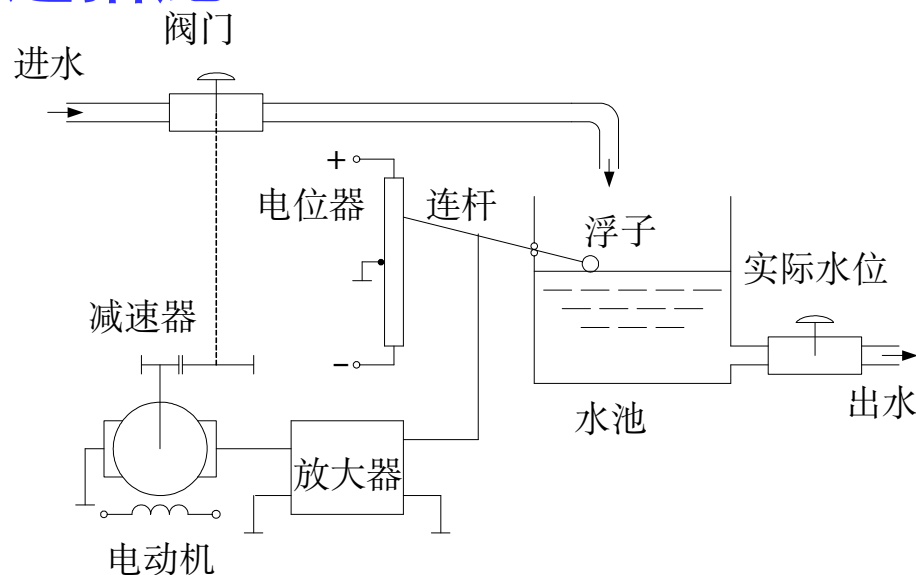 阀门
进水
+
电位器
连杆
浮子
实际水位
减速器
-
出水
水池
放大器
电动机